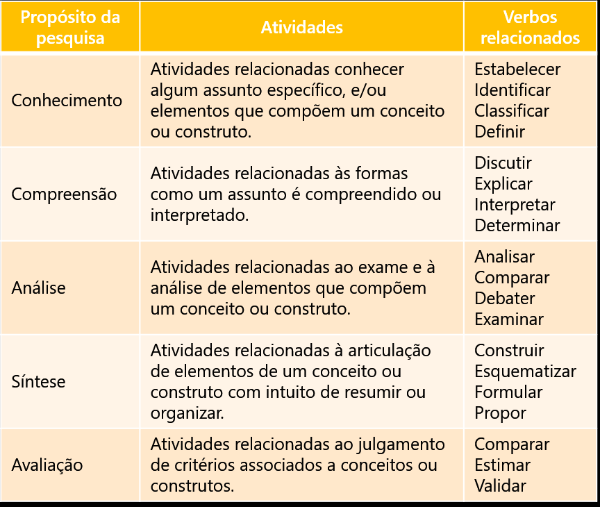 Propósito da
pesquisa
Atividades
Verbos
relacionados
Conhecimento
Atividades relacionadas conhecer
algum assunto específico, e/ou
elementos que compõem um conceito
ou construto.
Estabelecer
Identificar
Classificar
Definir
Compreensão
Atividades relacionadas às formas
como um assunto é compreendido ou
interpretado.
Discutir
Explicar
Interpretar
Determinar
Análise
Atividades relacionadas ao exame e à
análise de elementos que compõem
um conceito ou construto.
Analisar
Comparar
Debater
Examinar
Síntese
Atividades relacionadas à articulação
de elementos de um conceito ou
construto com intuito de resumir ou
organizar.
Construir
Esquematizar
Formular
Propor
Avaliação
Atividades relacionadas ao julgamento
de critérios associados a conceitos ou
construtos.
Comparar
Estimar
Validar